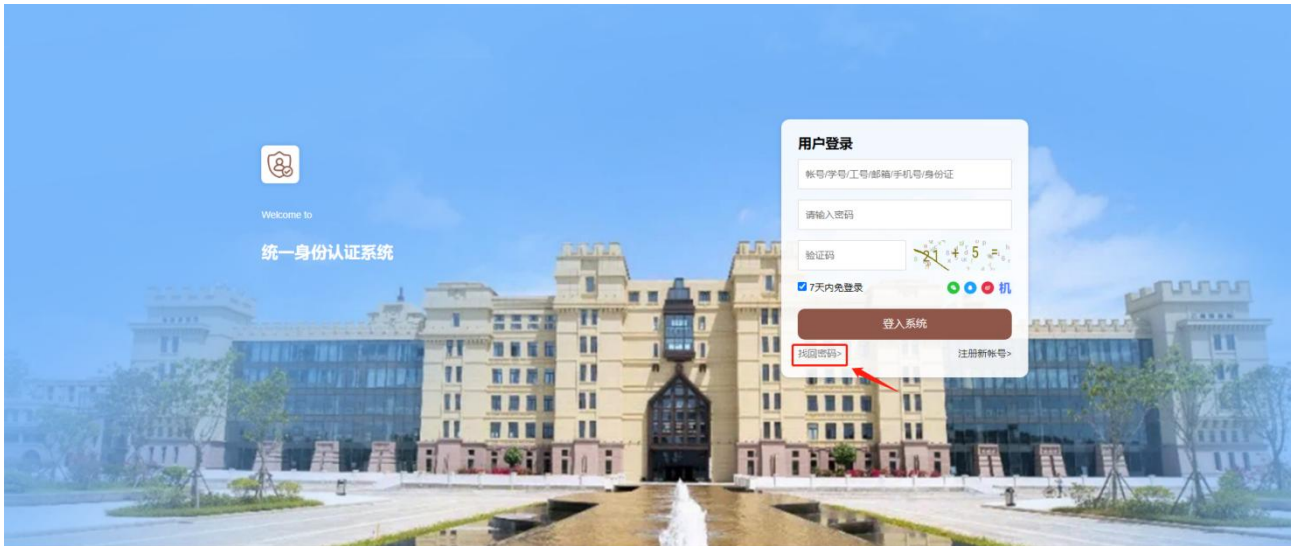 Welcome to
统一身份认证系统
用户登录
帐号/学号/工号/邮箱/手机号/身份证
请输入密码
验证码
21 + 5 =
7天内免登录
机
登入系统
找回密码>
注册新帐号>